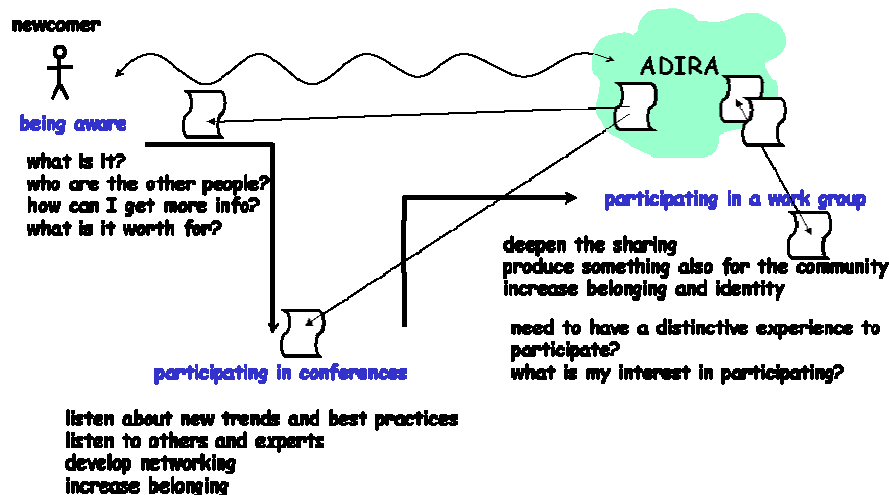 newcomer
ADIRA
being aware
what is it?
who are the other people?
how can I get more info?
what is it worth for?
participating in a work group
deepen the sharing
produce something also for the community
increase belonging and identity
need to have a distinctive experience to
participate?
what is my interest in participating?
participating in conferences
listen about new trends and best practices
listen to others and experts
develop networking
increase belonging